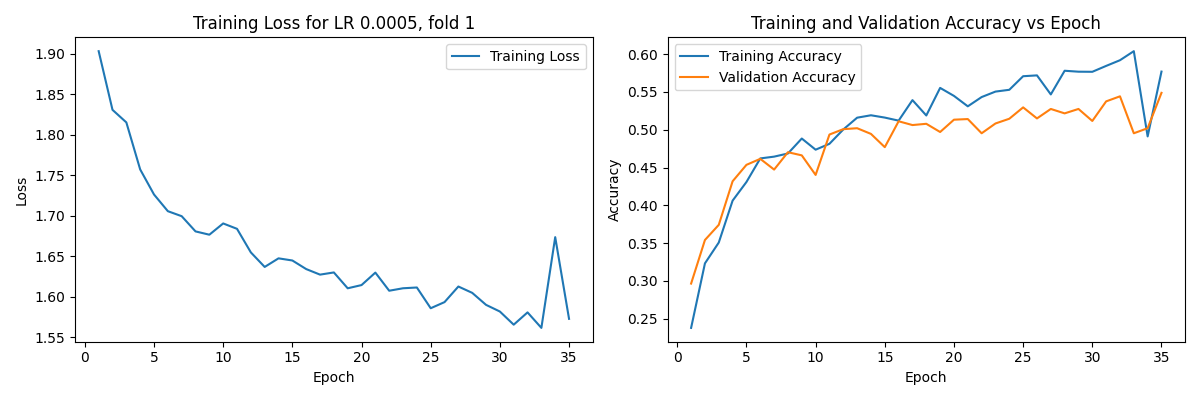 Training Loss for LR 0.0005, fold 1
Training Loss
1.90
1.85
1.80
1.75
1.70
1.65
1.60
1.55
Loss
0 5 10 15 20 25 30 35
Epoch
Training and Validation Accuracy vs Epoch
Training Accuracy
Validation Accuracy
0.60
0.55
0.50
0.45
0.40
0.35
0.30
0.25
Accuracy
0 5 10 15 20 25 30 35
Epoch